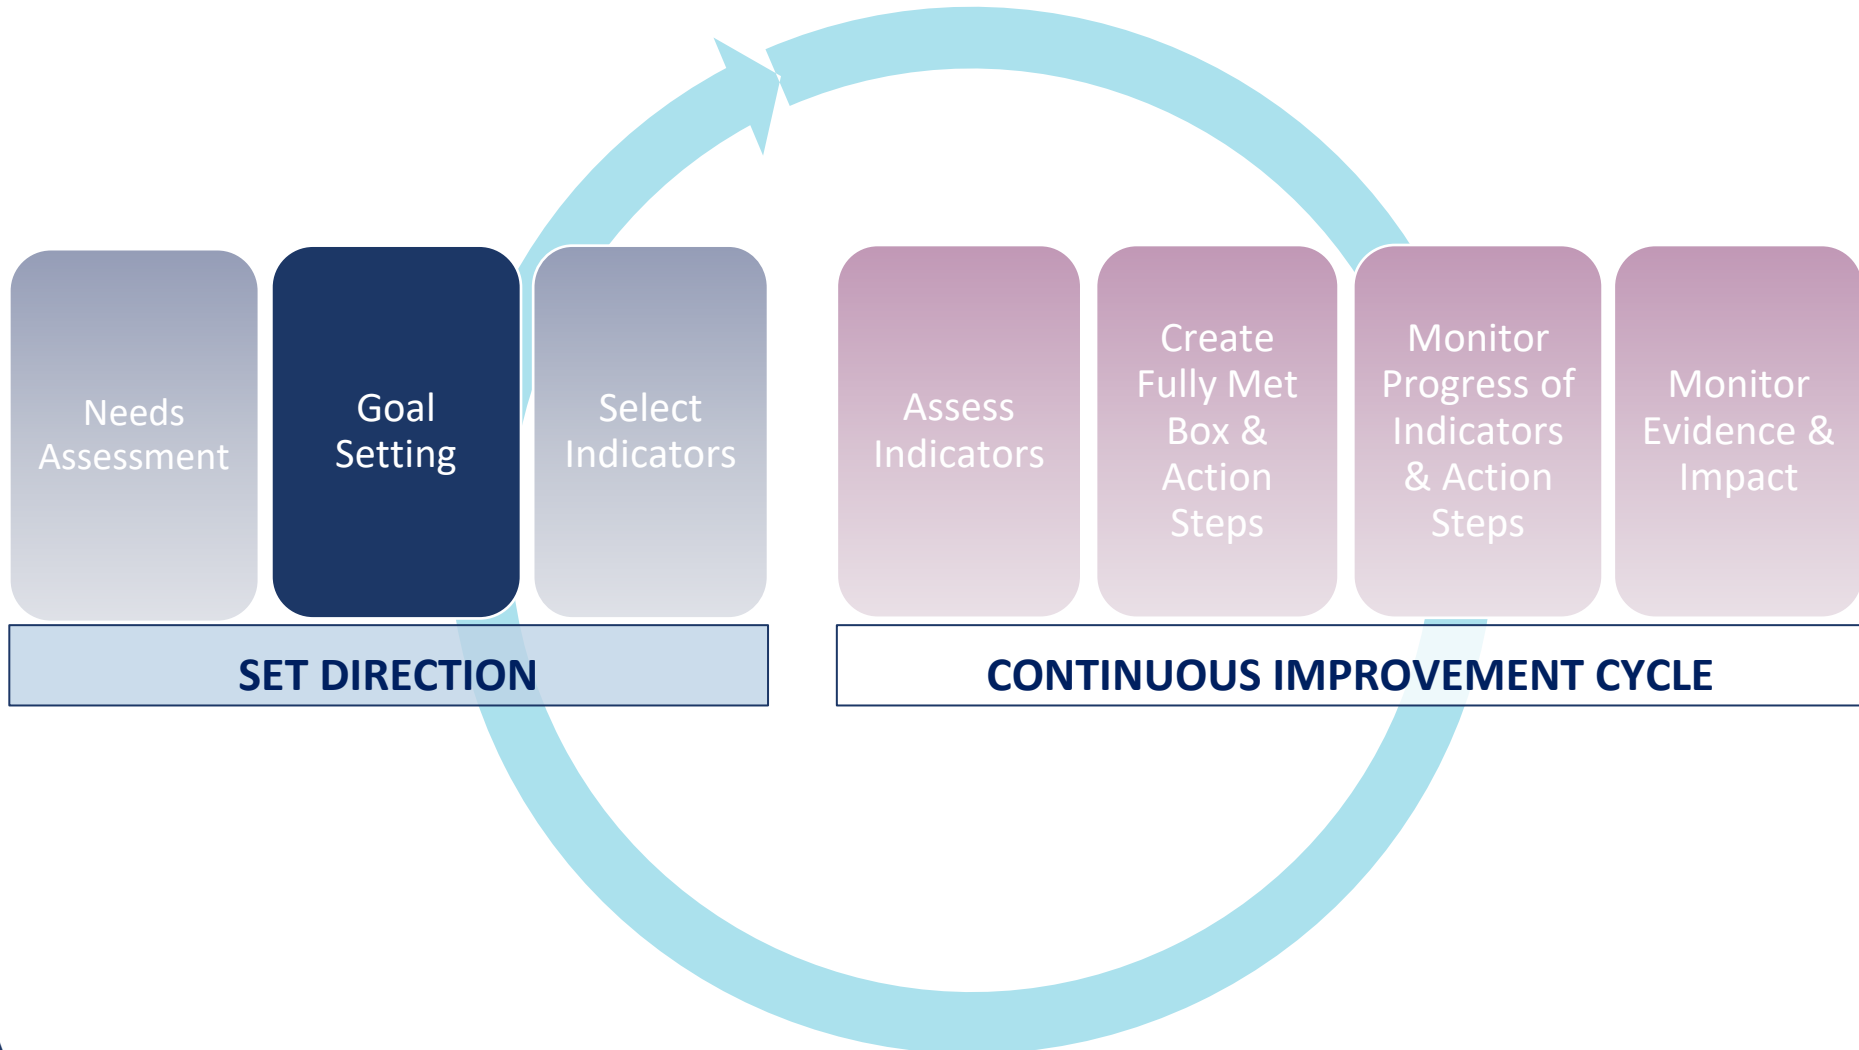 Needs
Assessment
Goal
Setting
Select
Indicators
Assess
Indicators
Create
Fully Met
Box &
Action
Steps
Monitor
Progress of
Indicators
& Action
Steps
Monitor
Evidence &
Impact
SET DIRECTION
CONTINUOUS IMPROVEMENT CYCLE